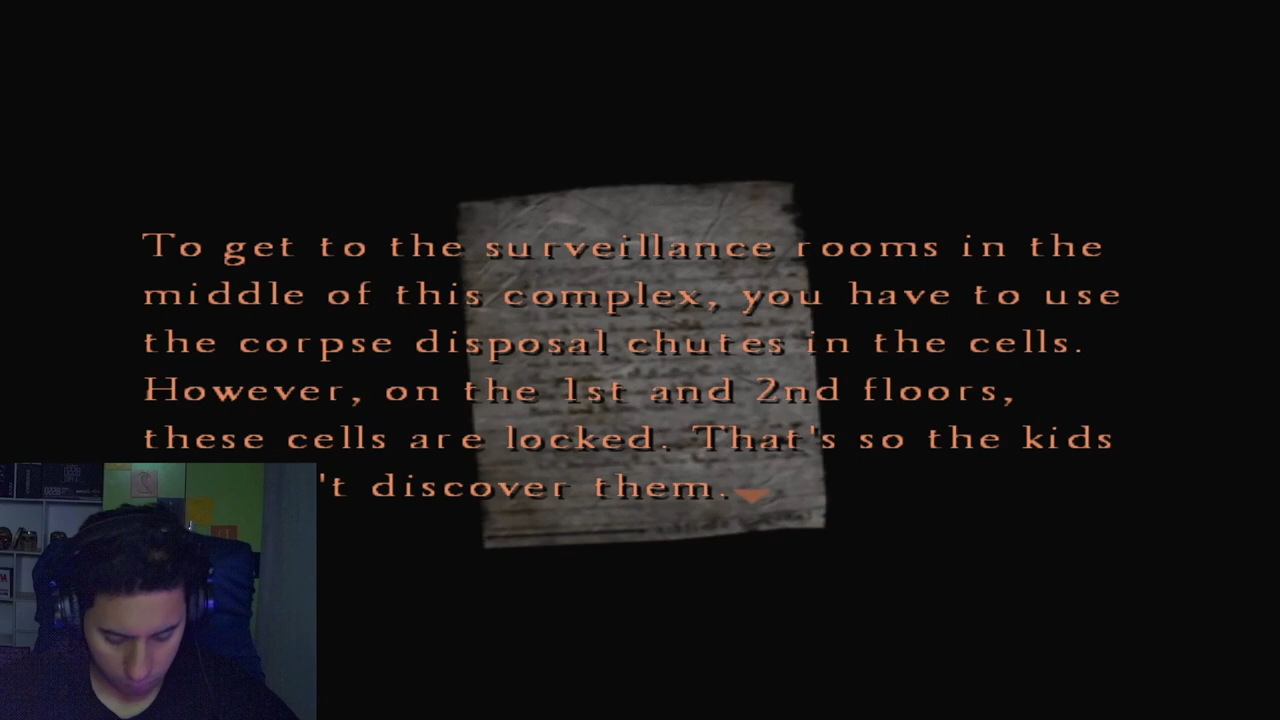 To get to the surveillance rooms in the
middle of this complex, you have to use
the corpse disposal chutes in the cells.
However, on the 1st and 2nd floors,
these cells are locked. That's so the kids
't discover them.